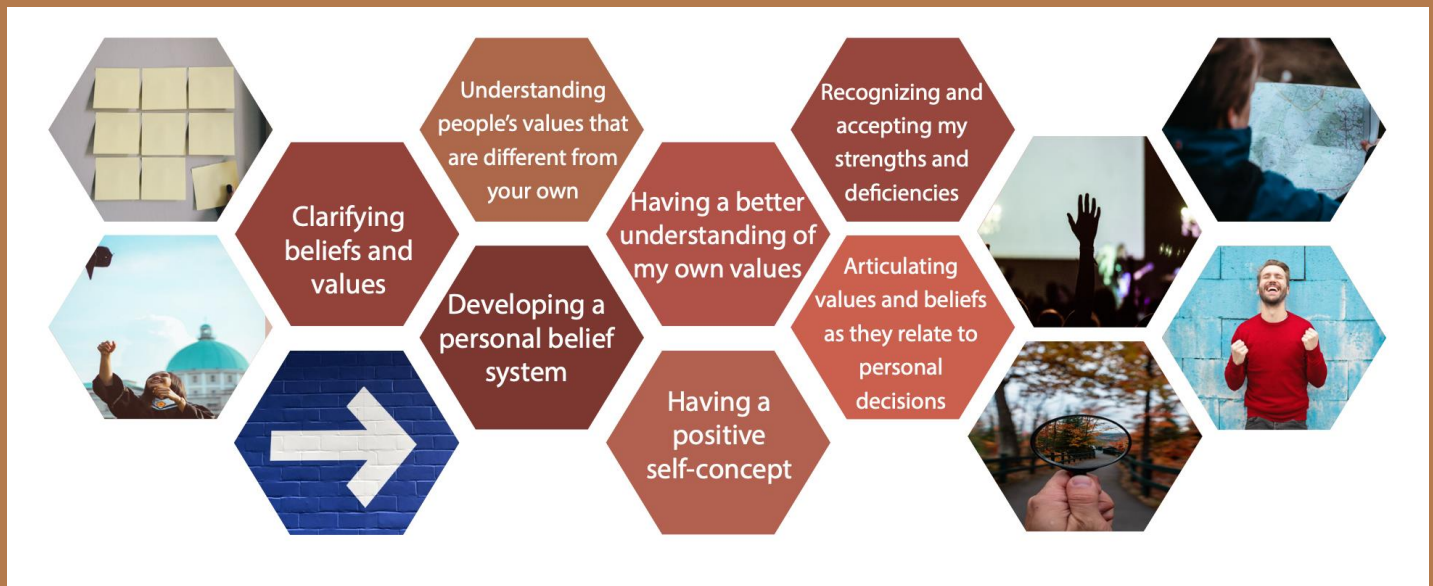 Clarifying
beliefs and
values
Understanding
people's values that
are different from
your own
Developing a
personal belief
system
Having a better
understanding of
my own values
Having a
positive
self-concept
Recognizing and
accepting my
strengths and
deficiencies
Articulating
values and beliefs
as they relate to
personal
decisions